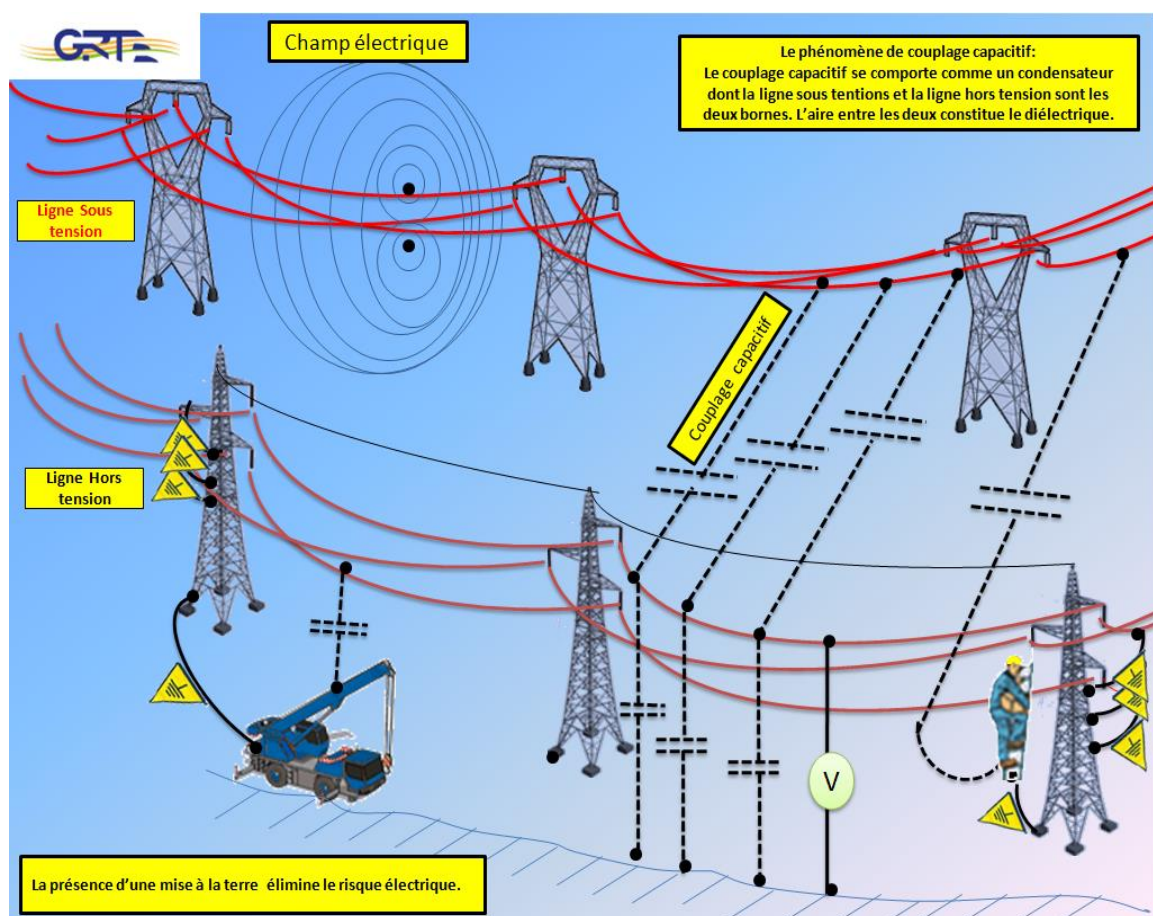 GRTE
Champ électrique
Le phénomène de couplage capacitif:
Le couplage capacitif se comporte comme un condensateur
dont la ligne sous tentions et la ligne hors tension sont les
deux bornes. L’aire entre les deux constitue le diélectrique.
Ligne Sous
tension
Couplage capacitif
Ligne Hors
tension
V
La présence d’une mise à la terre élimine le risque électrique.